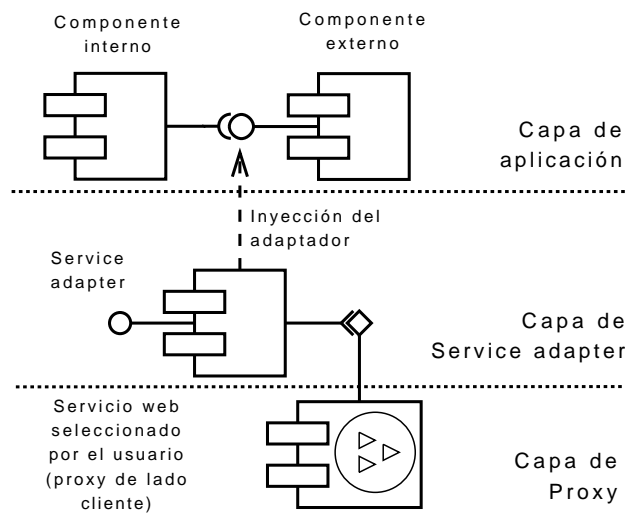 Componente
interno
Componente
externo
Capa de
aplicación
Inyección del
adaptador
Service
adapter
Capa de
Service adapter
Servicio web
seleccionado
por el usuario
(proxy de lado
cliente)
Capa de
Proxy